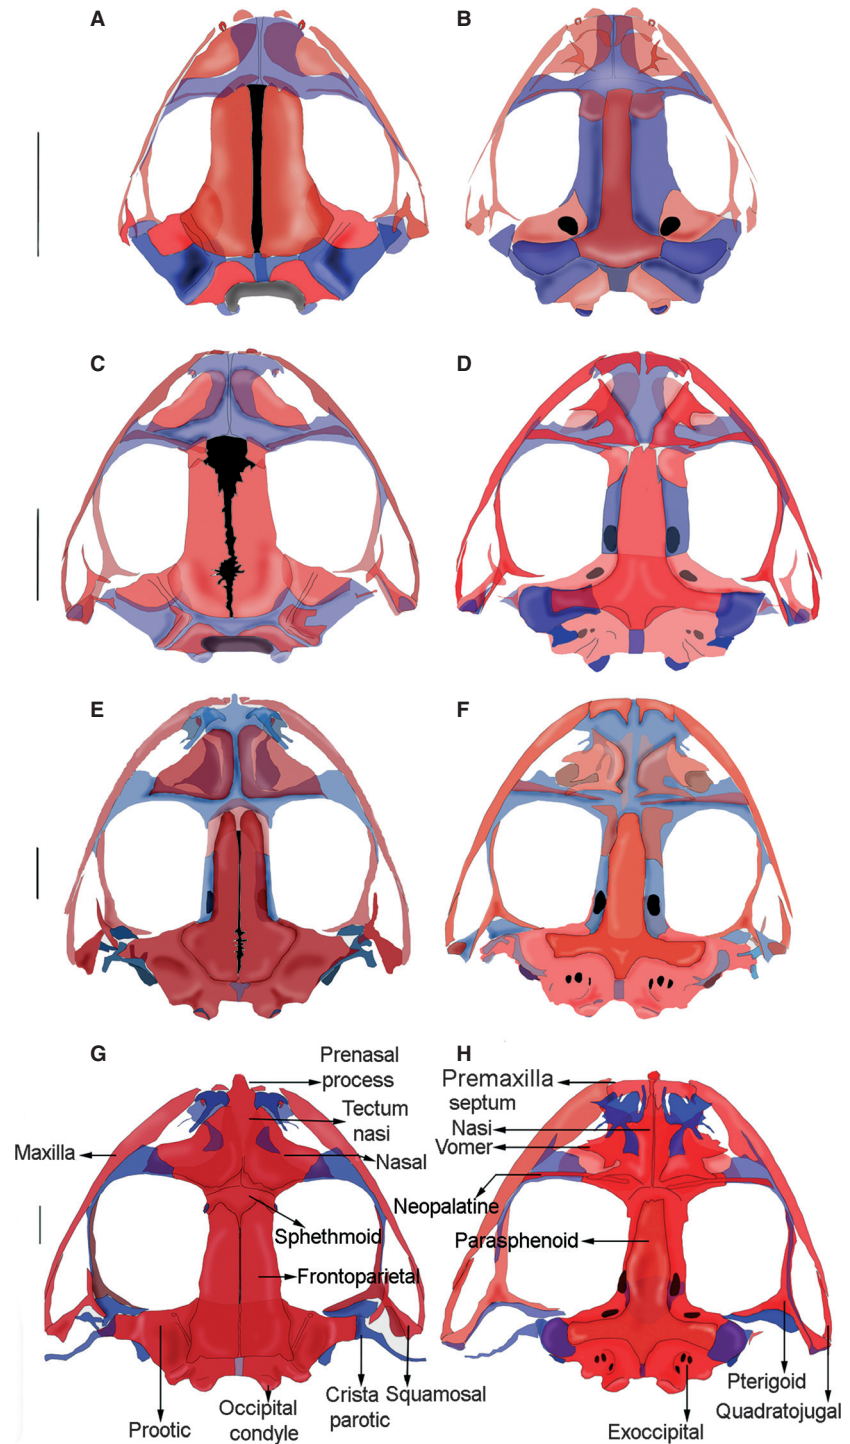 A
B
C
D
E
F
G
H
Prenasal
process
Tectum
nasi
Nasal
Maxilla
Sphethmoid
Frontoparietal
Prootic
Occipital
condyle
Crista
parotic
Squamosal
Premaxilla
septum
Nasi
Vomer
Neopalatine
Parasphenoid
Pterigoid
Quadratojugal
Exoccipital